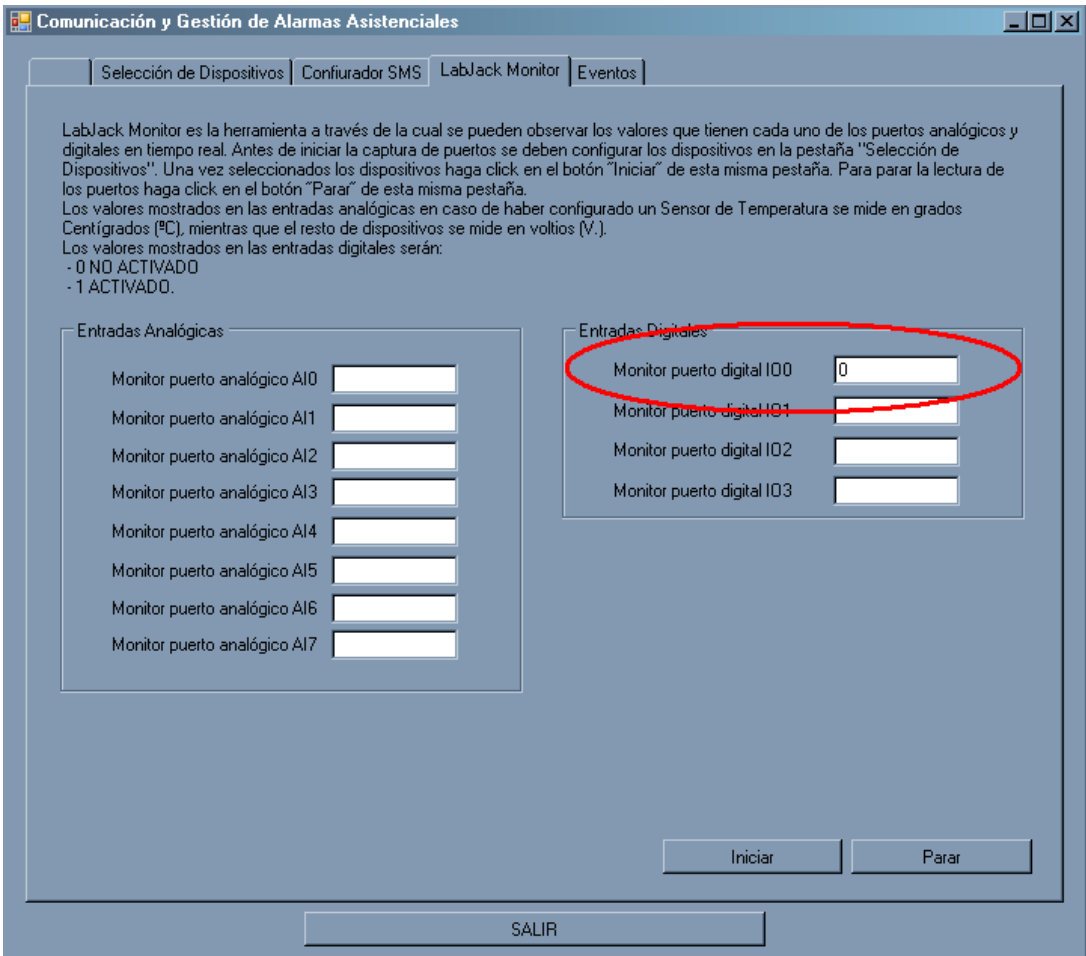 Comunicación y Gestión de Alarmas Asistenciales
Selección de Dispositivos
Confiurador SMS
LabJack Monitor
Eventos
LabJack Monitor es la herramienta a través de la cual se pueden observar los valores que tienen cada uno de los puertos analógicos y
digitales en tiempo real. Antes de iniciar la captura de puertos se deben configurar los dispositivos en la pestaña "Selección de
Dispositivos". Una vez seleccionados los dispositivos haga click en el botón ˝Iniciar˝ de esta misma pestaña. Para parar la lectura de
los puertos haga click en el botón ˝Parar˝ de esta misma pestaña.
Los valores mostrados en las entradas analógicas en caso de haber configurado un Sensor de Temperatura se mide en grados
Centígrados (ºC), mientras que el resto de dispositivos se mide en voltios (V.).
Los valores mostrados en las entradas digitales serán:
- 0 NO ACTIVADO
- 1 ACTIVADO.
Entradas Analógicas
Monitor puerto analógico AI0
Monitor puerto analógico AI1
Monitor puerto analógico AI2
Monitor puerto analógico AI3
Monitor puerto analógico AI4
Monitor puerto analógico AI5
Monitor puerto analógico AI6
Monitor puerto analógico AI7
Entradas Digitales
Monitor puerto digital IO0 0
Monitor puerto digital IO1
Monitor puerto digital IO2
Monitor puerto digital IO3
Iniciar
Parar
SALIR